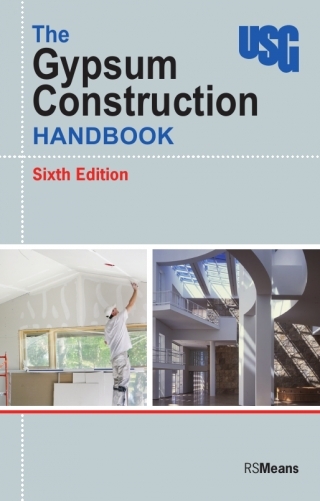 The
USG
Gypsum
Construction
HANDBOOK
Sixth Edition
RSMeans